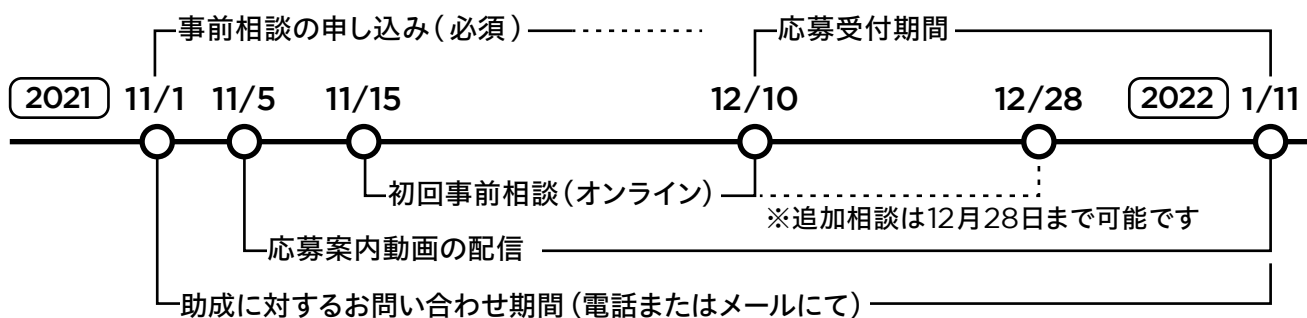 事前相談の申し込み(必須)
応募受付期間
2021 11/1 11/5 11/15 12/10 12/28 2022 1/11
初回事前相談(オンライン)
※追加相談は12月28日まで可能です
応募案内動画の配信
助成に対するお問い合わせ期間(電話またはメールにて)